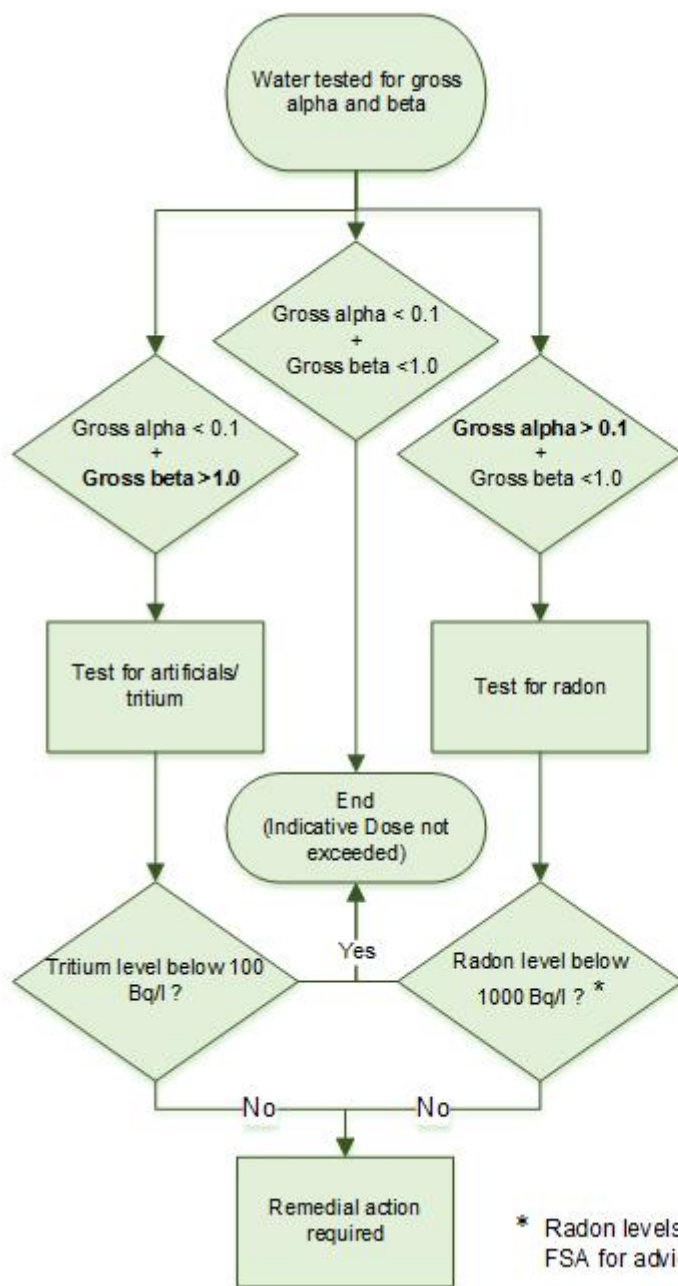 Water tested for gross
alpha and beta
Gross alpha < 0.1
+
Gross beta <1.0
Gross alpha < 0.1
+
Gross beta >1.0
Gross alpha > 0.1
+
Gross beta <1.0
Test for artificials/
tritium
Test for radon
End
(Indicative Dose not
exceeded)
Yes
Tritium level below 100
Bq/l ?
Radon level below
1000 Bq/l ? *
No
No
Remedial action
required
* Radon levels
FSA for